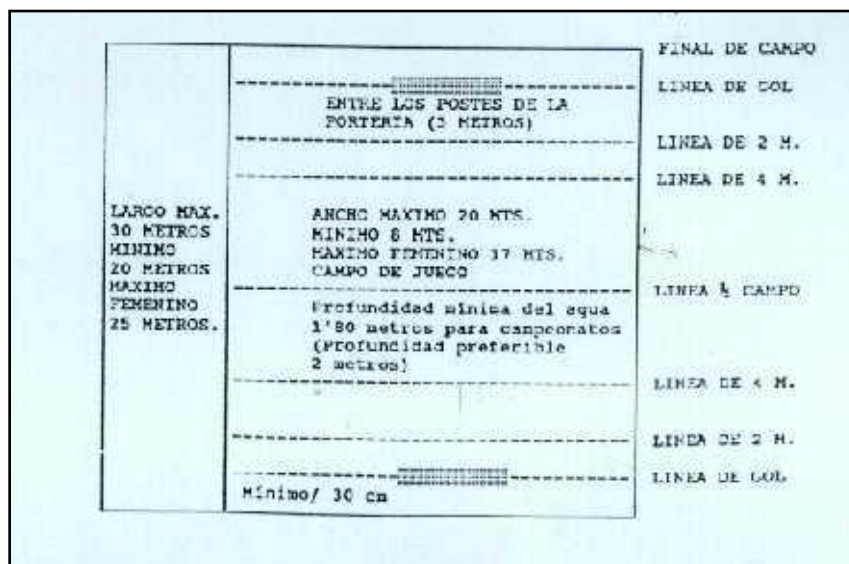 FINAL DE CAMPO
LINEA DE GOL
ENTRE LOS POSTES DE LA
PORTERIA (3 METROS)
LINEA DE 2 M.
LINEA DE 4 M.
LARGO MAX.
30 METROS
MINIMO
20 METROS
MAXIMO
FEMENINO
25 METROS.
ANCHO MAXIMO 20 MTS.
MINIMO 8 MTS.
MAXIMO FEMENINO 17 MTS.
CAMPO DE JUEGO
LINEA ½ CAMPO
Profundidad mínima del agua
1'80 metros para campeonatos
(Profundidad preferible
2 metros)
LINEA DE 4 M.
LINEA DE 2 M.
LINEA DE GOL
Mínimo/ 30 cm